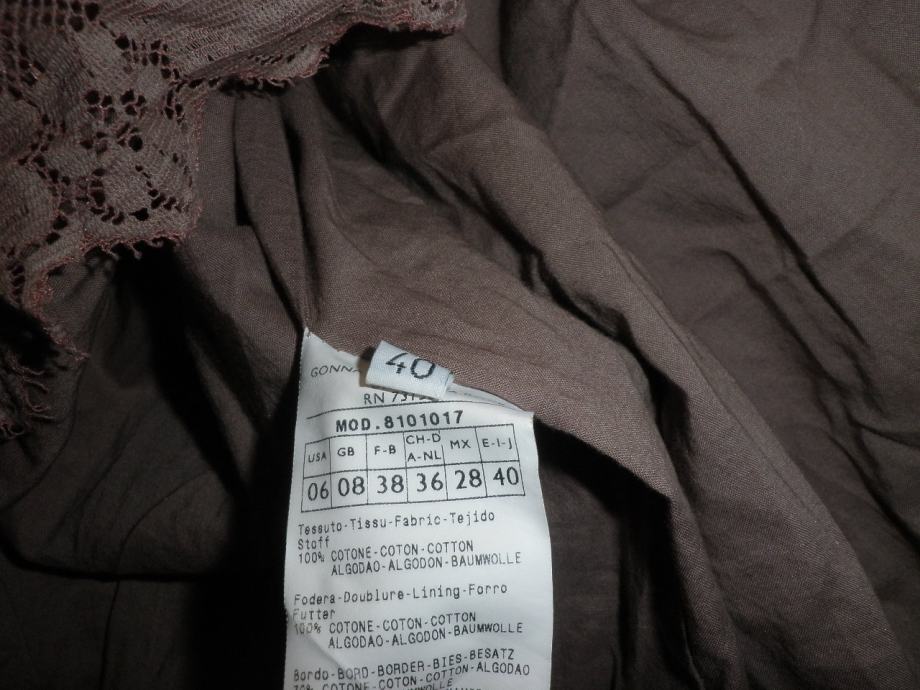 40
GONNA
RN
MOD.8101017
USA GB F-B CH-D A-NL MX E-I-J
06 08 38 36 28 40
Tessuto-Tissu-Fabric-Tejido
Stoff
100% COTONE-COTON-COTTON
ALGODAO-ALGODON-BAUMWOLLE
Fodera-Doublure-Lining-Forro
Futter
100% COTONE-COTON-COTTON
ALGODAO-ALGODON-BAUMWOLLE
Bordo-BORD-BORDER-BIES-BESATZ
COTONE-COTON-COTTON-ALGODAO